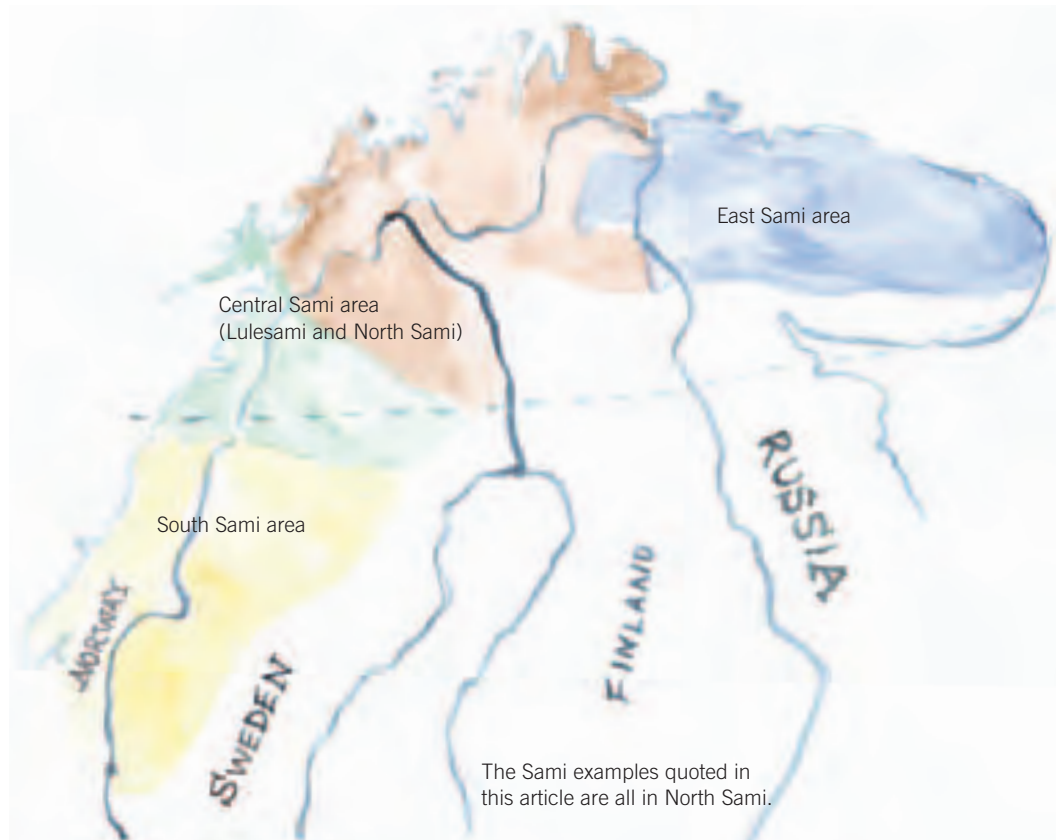 East Sami area
Central Sami area
(Lulesami and North Sami)
RUSSIA
South Sami area
NORWAY
FINLAND
SWEDEN
The Sami examples quoted in
this article are all in North Sami.